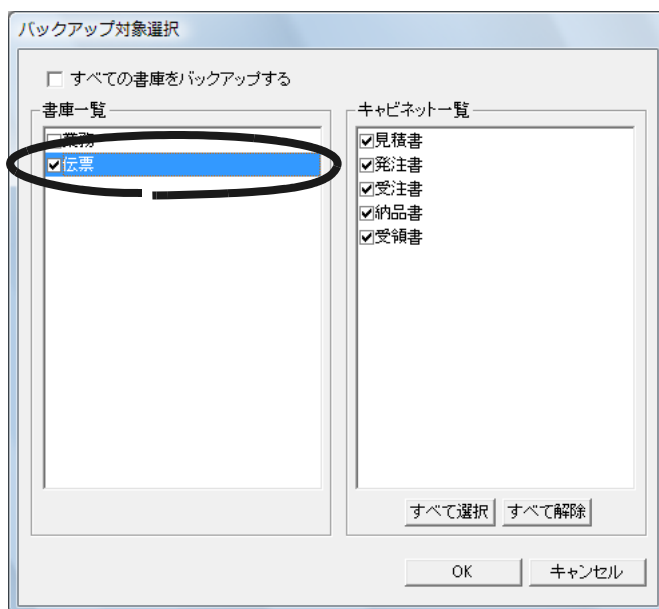 バックアップ対象選択
すべての書庫をバックアップする
書庫一覧
業務
伝票
キャビネット一覧
見積書
発注書
受注書
納品書
受領書
すべて選択 すべて解除
OK キャンセル